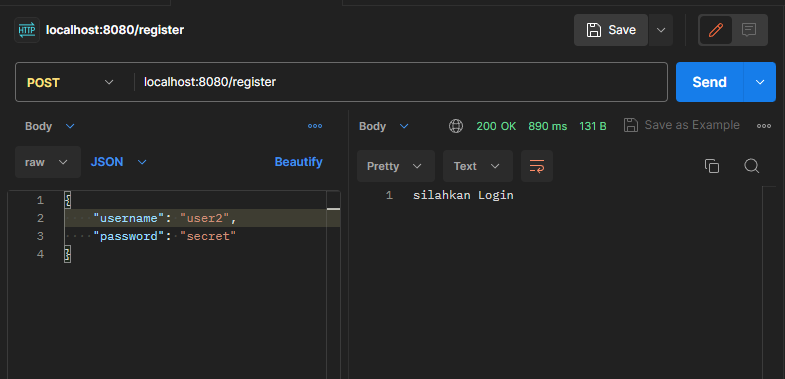 HTTP localhost:8080/register
Save
POST localhost:8080/register
Send
Body
raw JSON Beautify
1 {
2 "username": "user2",
3 "password": "secret"
4 }
Body 200 OK 890 ms 131 B Save as Example
Pretty Text
1 silahkan Login